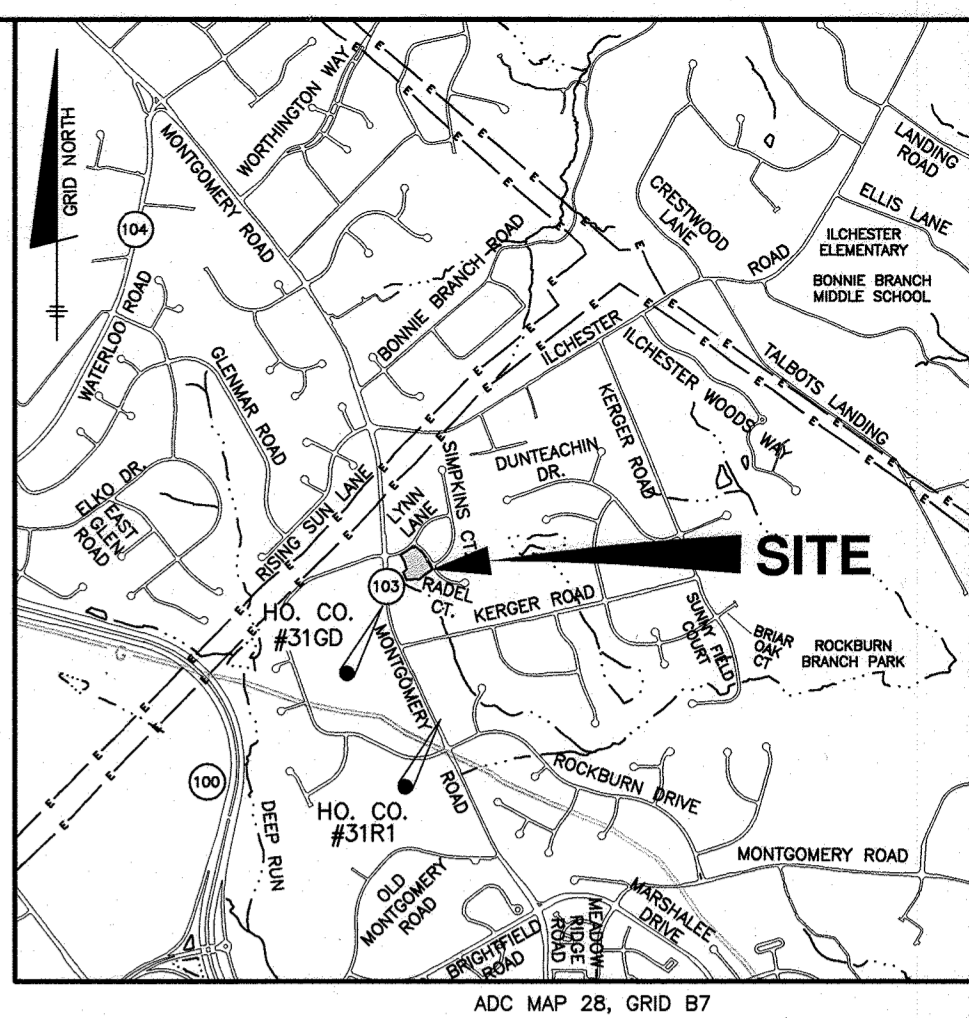 GRID NORTH
104
MONTGOMERY ROAD
WORTHINGTON WAY
LANDING
ROAD
ELLIS LANE
ILCHESTER
ELEMENTARY
BONNIE BRANCH
MIDDLE SCHOOL
CRESTWOOD
LANE
ROAD
BONNIE BRANCH ROAD
WATERLOO ROAD
GLENMAR ROAD
ILCHESTER
ILCHESTER WOODS WAY
TALBOTS LANDING
KERGER ROAD
DUNTEACHIN
DR.
SIMPKINS CT.
LYNN
LANE
RISING SUN LANE
ELKO DR.
EAST
GLEN
ROAD
SITE
103
RADEL
CT.
KERGER ROAD
HO. CO.
#31GD
SUNNY FIELD
COURT
BRIAR
OAK
CT
ROCKBURN
BRANCH PARK
MONTGOMERY
ROAD
100
HO. CO.
#31R1
DEEP RUN
ROCKBURN DRIVE
MONTGOMERY ROAD
OLD
MONTGOMERY
ROAD
BRIGHTFIELD
ROAD
MEADOW
RIDGE
ROAD
MARSHALEE
DRIVE
E E E E E E E E E E E E E E E E E E E E E E E E E E E E E E
ADC MAP 28, GRID B7